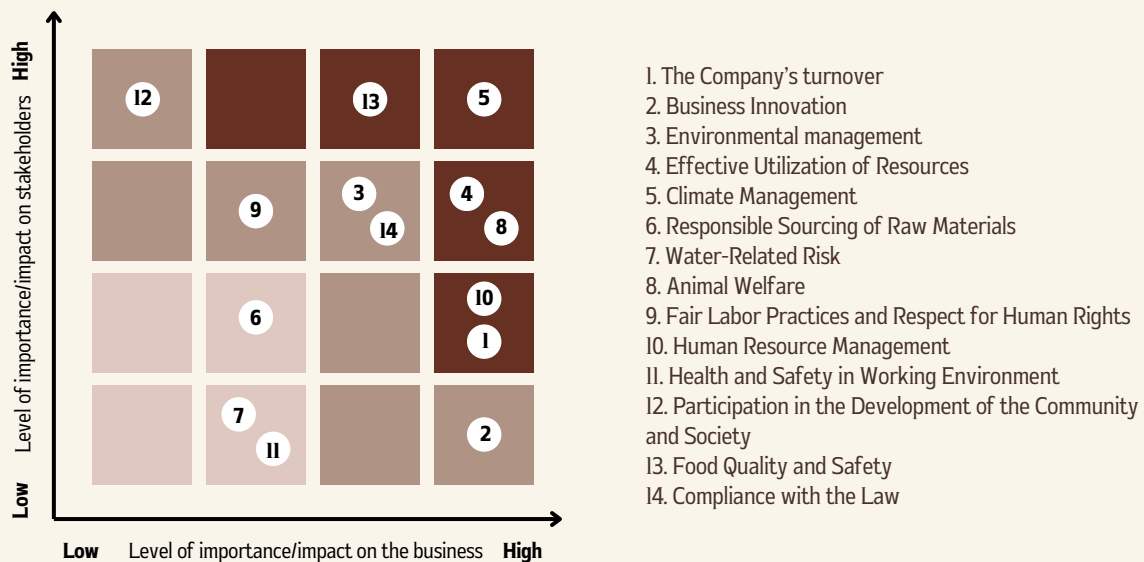 High
Level of importance/impact on stakeholders
Low
12
13
5
9
3
14
4
8
6
10
1
7
11
2
Low Level of importance/impact on the business High
1. The Company's turnover
2. Business Innovation
3. Environmental management
4. Effective Utilization of Resources
5. Climate Management
6. Responsible Sourcing of Raw Materials
7. Water-Related Risk
8. Animal Welfare
9. Fair Labor Practices and Respect for Human Rights
10. Human Resource Management
11. Health and Safety in Working Environment
12. Participation in the Development of the Community
and Society
13. Food Quality and Safety
14. Compliance with the Law